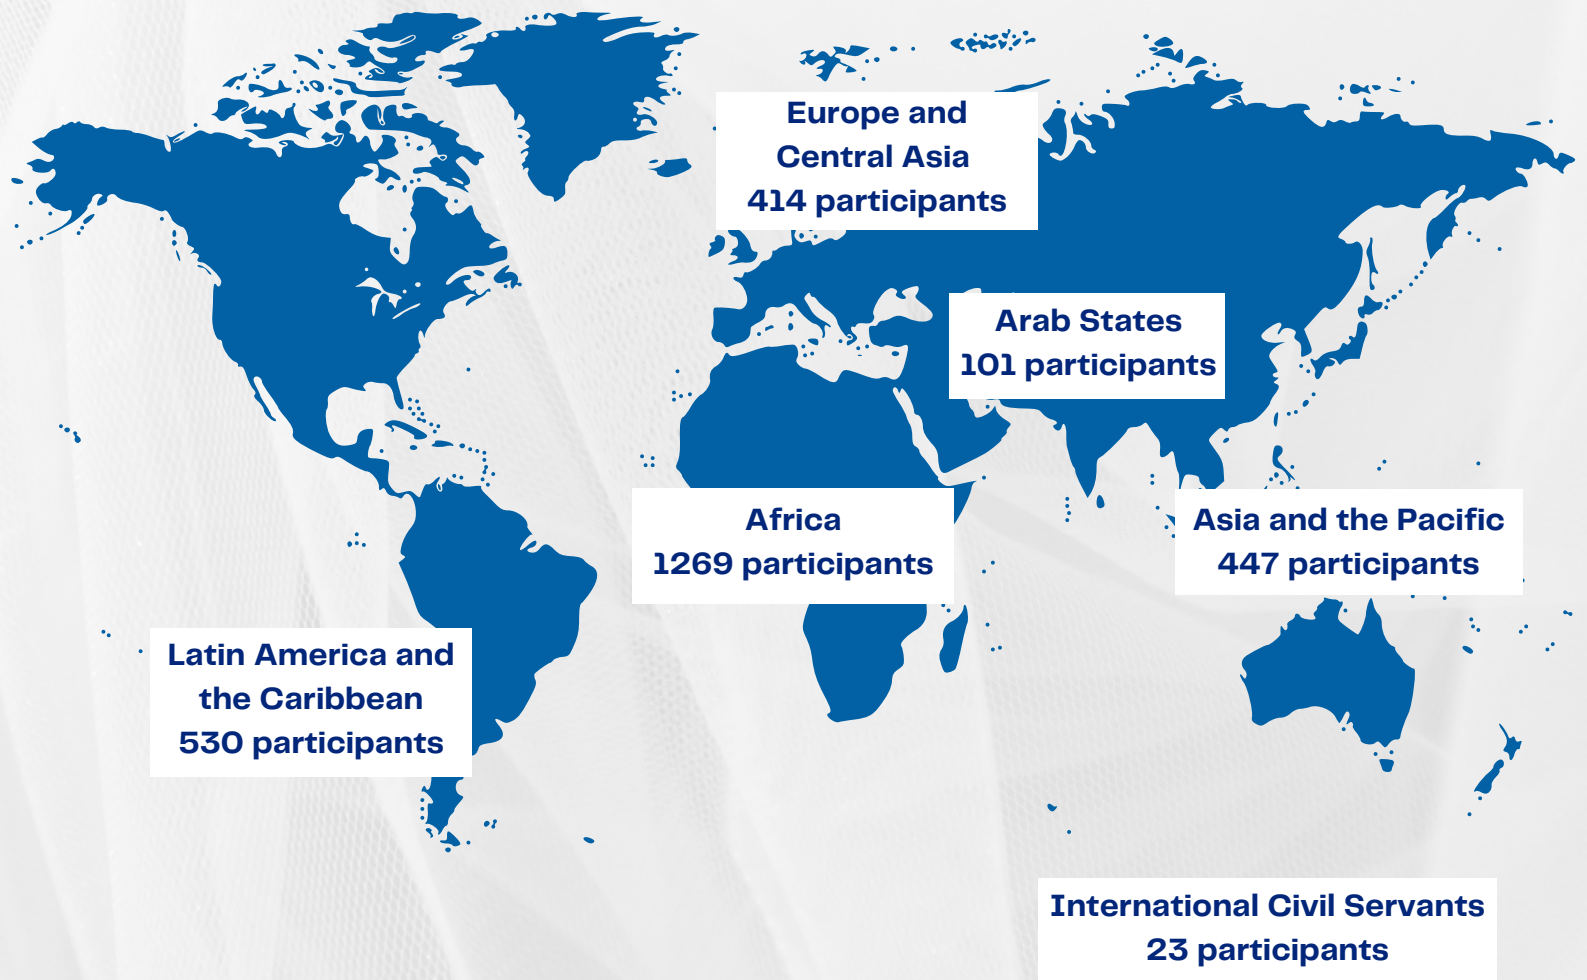 Europe and
Central Asia
414 participants
Arab States
101 participants
Africa
1269 participants
Asia and the Pacific
447 participants
Latin America and
the Caribbean
530 participants
International Civil Servants
23 participants